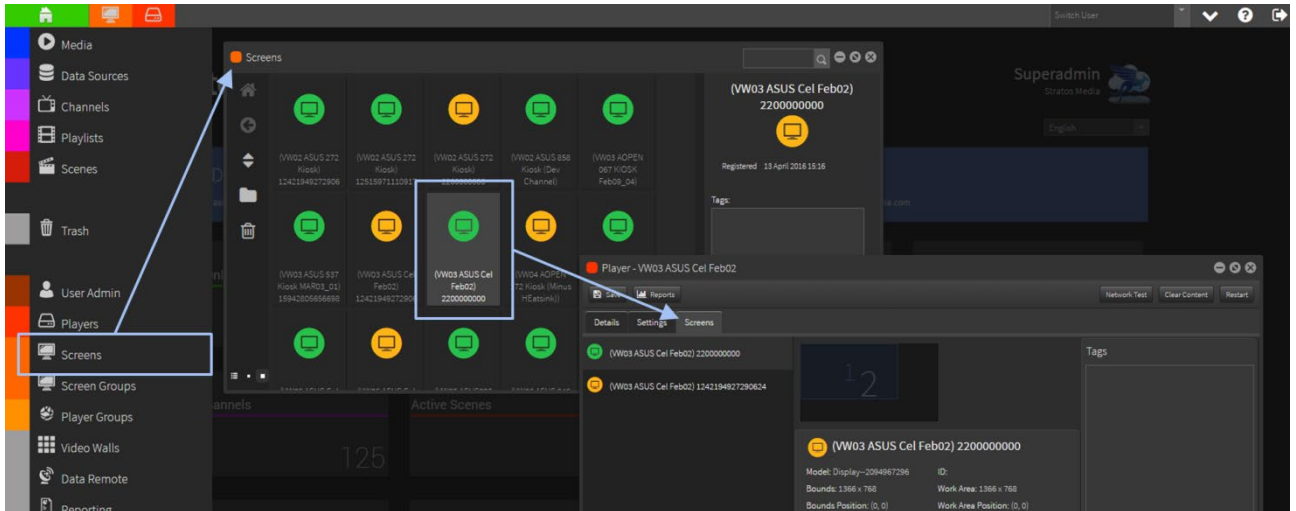 Switch User
Media
Data Sources
Channels
Playlists
Scenes
Trash
User Admin
Players
Screens
Screen Groups
Player Groups
Video Walls
Data Remote
Reporting
Superadmin
Stratos Media
English
Screens
(VW02 ASUS 272
Kiosk)
12421949272906
(VW02 ASUS 272
Kiosk)
(VW02 ASUS 272
Kiosk)
2200000000
(VW02 ASUS 858
Kiosk (Dev
Channel)
(VW03 AOPEN
067 KIOSK
Feb09_04)
(VW03 ASUS 537
Kiosk MAR03_01)
(VW03 ASUS Cel
Feb02)
(VW03 ASUS Cel
Feb02)
2200000000
(VW04 AOPEN
72 Kiosk (Minus
HEatsink))
(VW03 ASUS Cel Feb02)
2200000000
Registered 13 April 2016 15:16
Tags:
Player - VW03 ASUS Cel Feb02
Save Reports
Network Test Clear Content Restart
Details Settings Screens
(VW03 ASUS Cel Feb02) 2200000000
(VW03 ASUS Cel Feb02) 1242194927290624
1 2
Tags
(VW03 ASUS Cel Feb02) 2200000000
Model: Display--2094967296 ID:
Bounds: 1366 x 768 Work Area: 1366 x 768
Bounds Position: (0, 0) Work Area Position: (0, 0)
Active Scenes
125